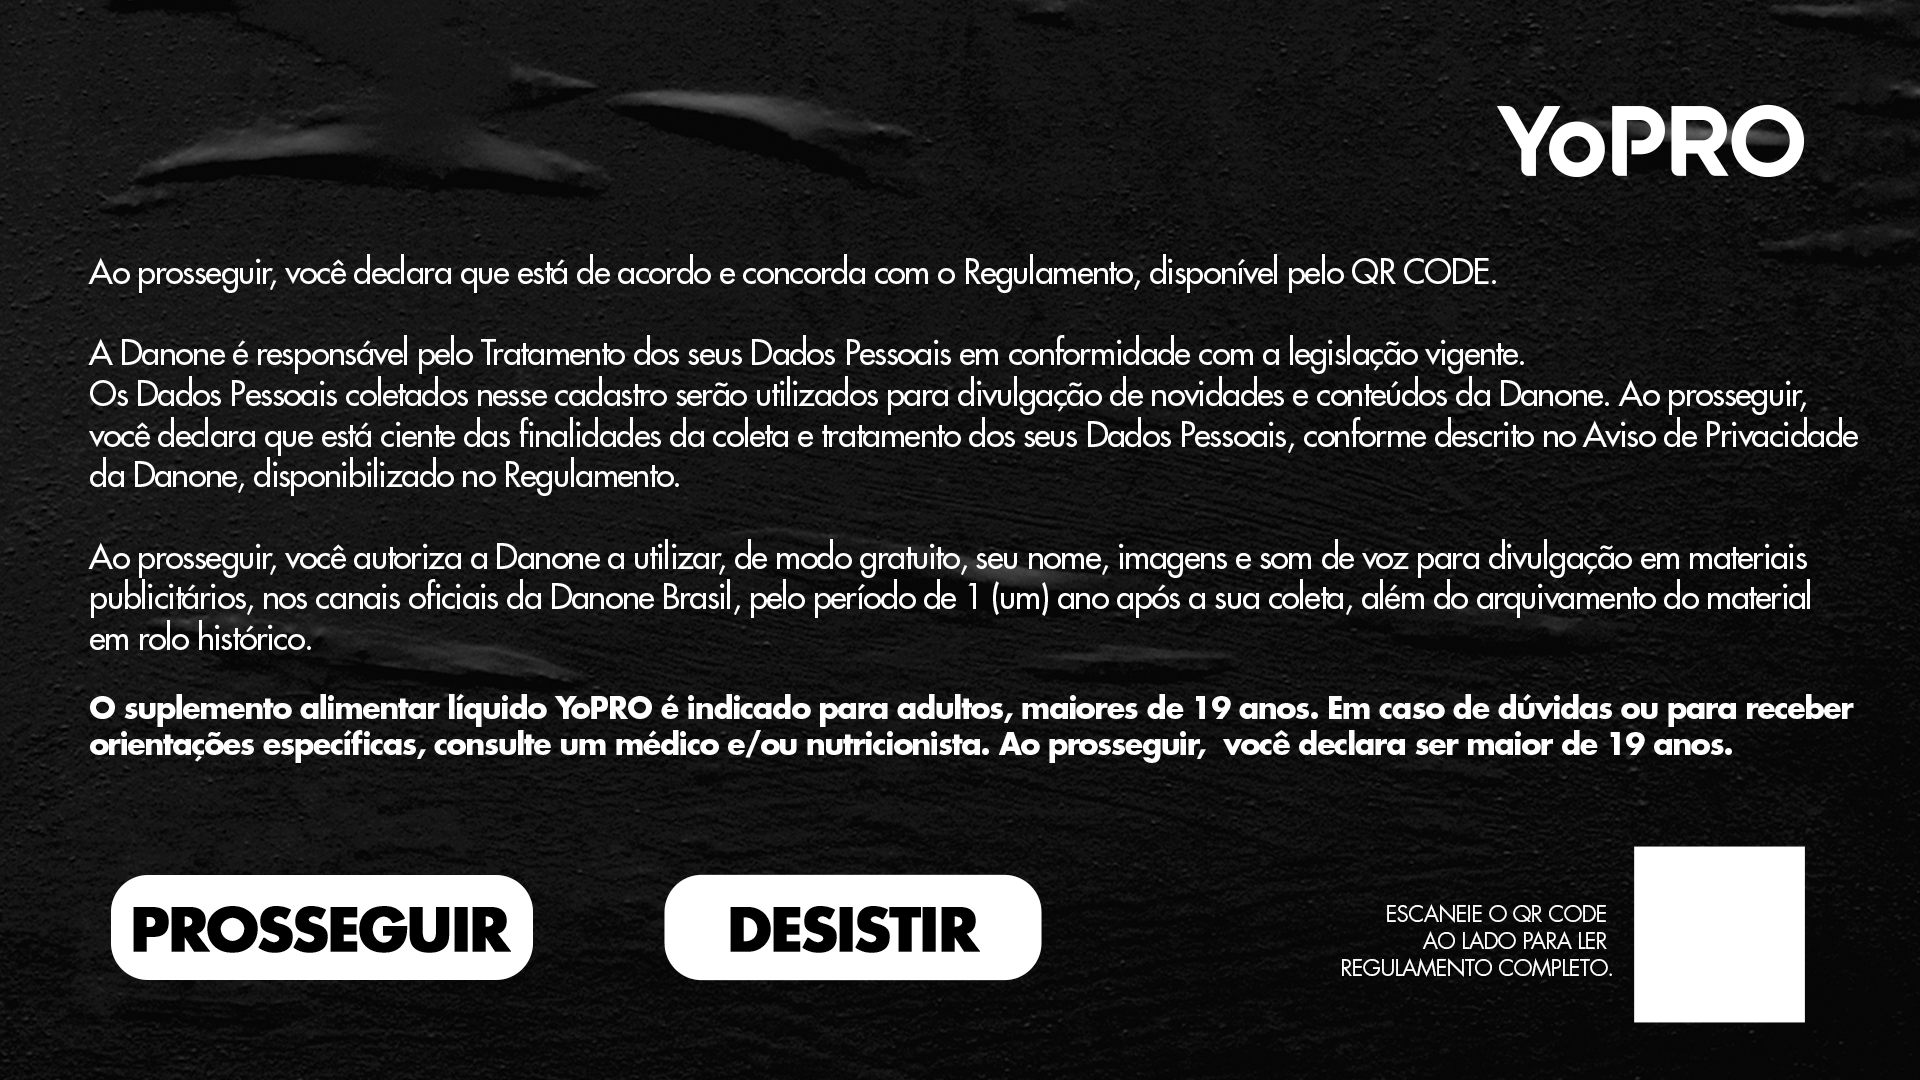 YoPRO
Ao prosseguir, você declara que está de acordo e concorda com o Regulamento, disponível pelo QR CODE.
A Danone é responsável pelo Tratamento dos seus Dados Pessoais em conformidade com a legislação vigente.
Os Dados Pessoais coletados nesse cadastro serão utilizados para divulgação de novidades e conteúdos da Danone. Ao prosseguir,
você declara que está ciente das finalidades da coleta e tratamento dos seus Dados Pessoais, conforme descrito no Aviso de Privacidade
da Danone, disponibilizado no Regulamento.
Ao prosseguir, você autoriza a Danone a utilizar, de modo gratuito, seu nome, imagens e som de voz para divulgação em materiais
publicitários, nos canais oficiais da Danone Brasil, pelo período de 1 (um) ano após a sua coleta, além do arquivamento do material
em rolo histórico.
O suplemento alimentar líquido YoPRO é indicado para adultos, maiores de 19 anos. Em caso de dúvidas ou para receber
orientações específicas, consulte um médico e/ou nutricionista. Ao prosseguir,  você declara ser maior de 19 anos.
PROSSEGUIR
DESISTIR
ESCANEIE O QR CODE
AO LADO PARA LER
REGULAMENTO COMPLETO.